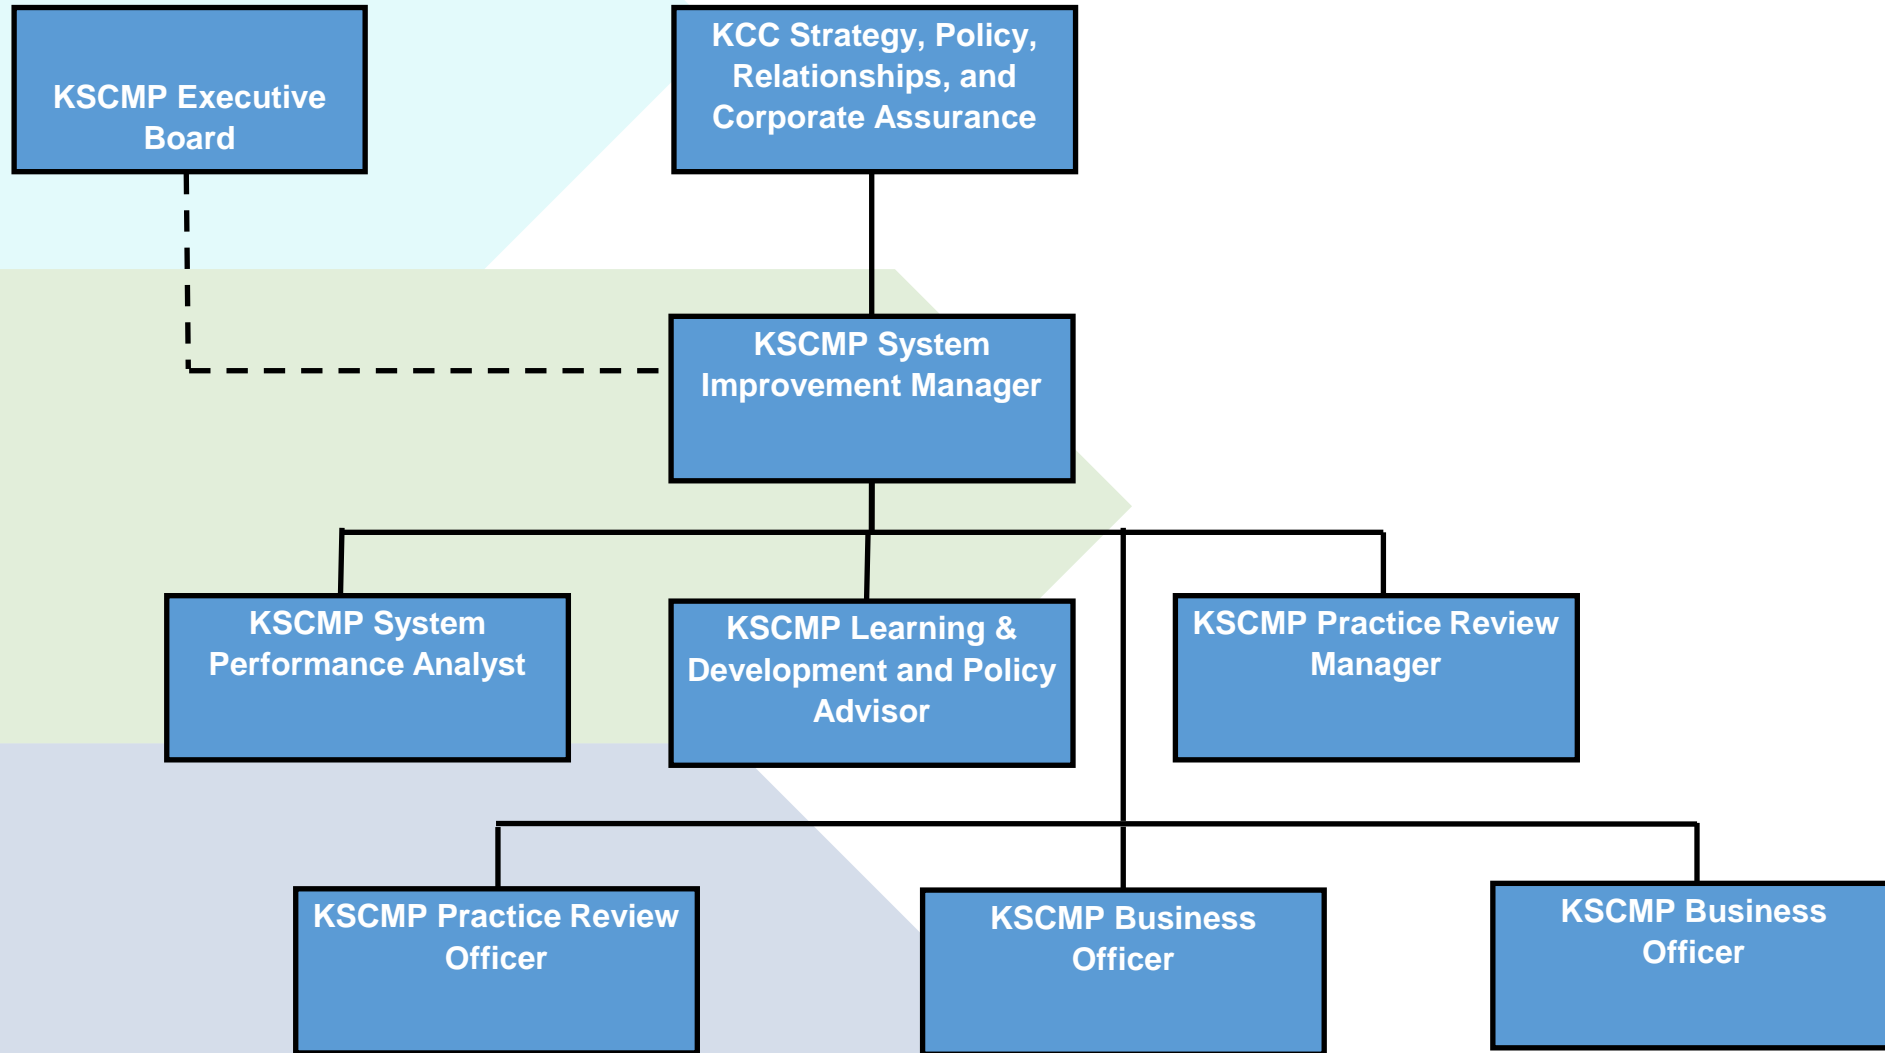 KSCMP Executive
Board
KCC Strategy, Policy,
Relationships, and
Corporate Assurance
KSCMP System
Improvement Manager
KSCMP System
Performance Analyst
KSCMP Learning &
Development and Policy
Advisor
KSCMP Practice Review
Manager
KSCMP Practice Review
Officer
KSCMP Business
Officer
KSCMP Business
Officer